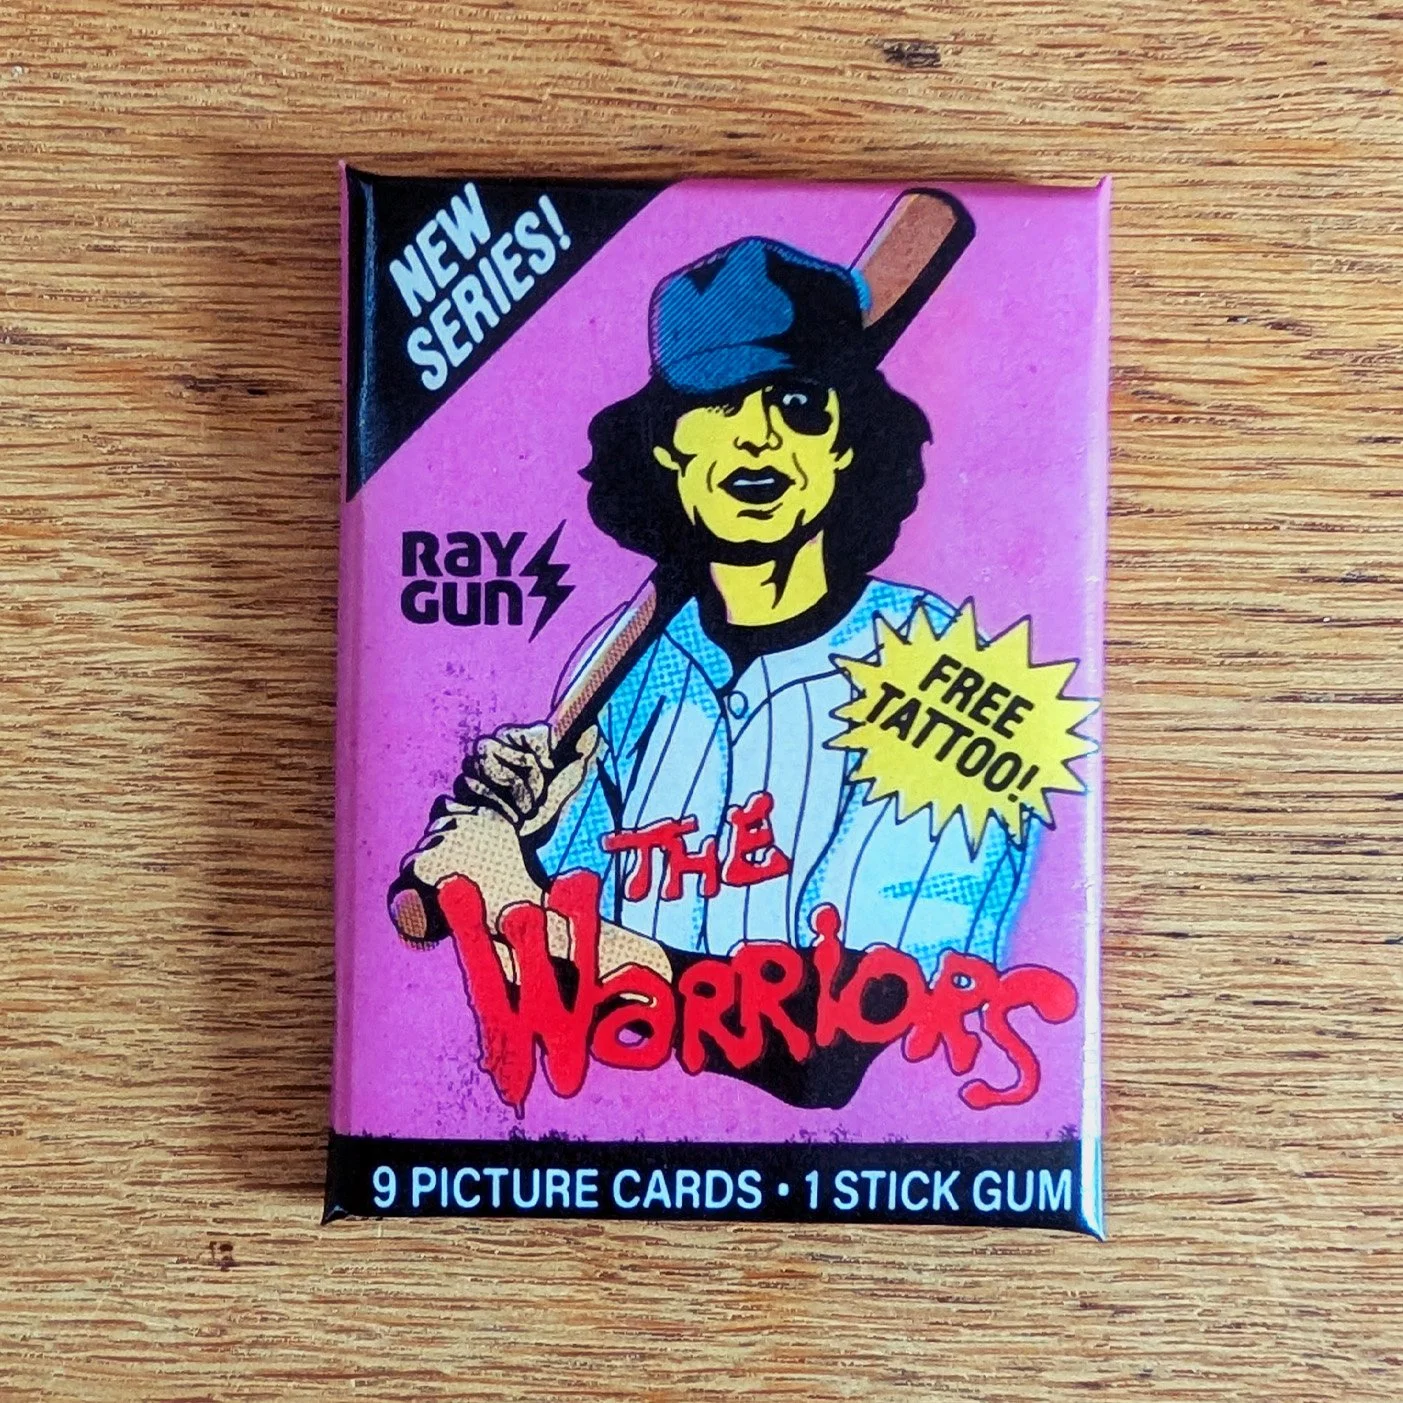 NEW
SERIES!
RAY
GUN
FREE
TATTOO!
THE
WARRIORS
9 PICTURE CARDS • 1 STICK GUM